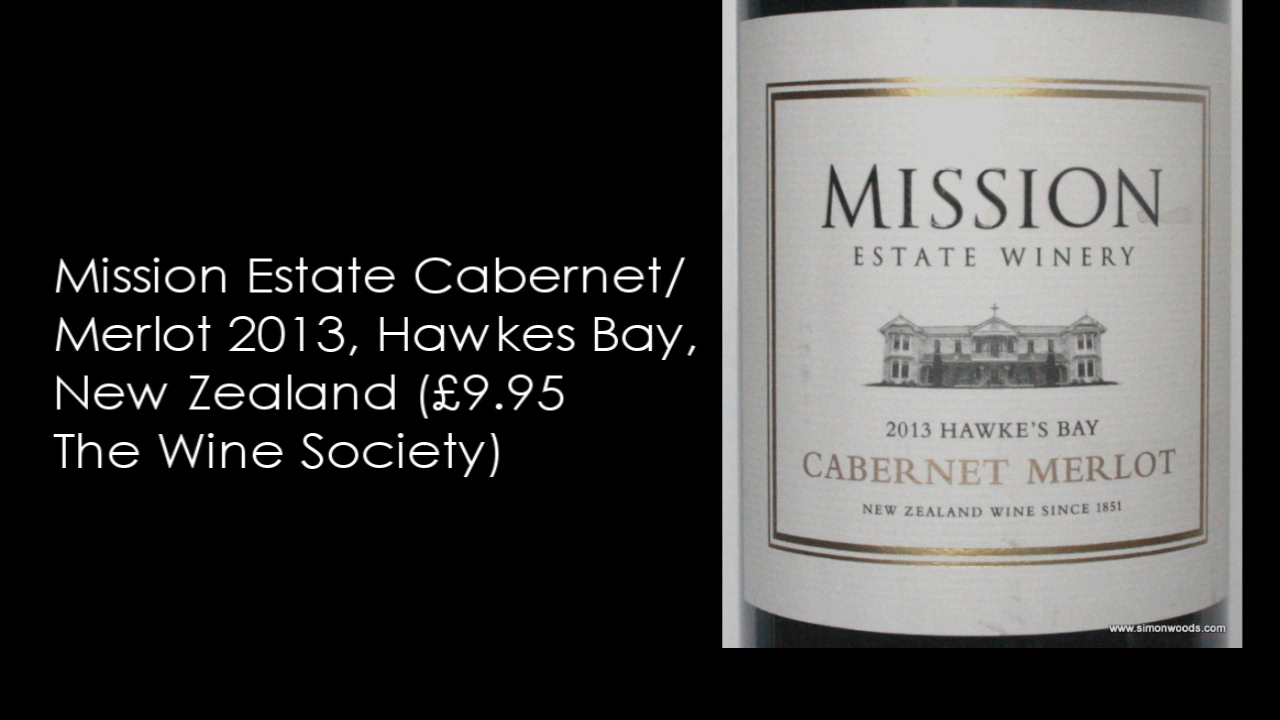 Mission Estate Cabernet/
Merlot 2013, Hawkes Bay,
New Zealand (£9.95
The Wine Society)
MISSION
ESTATE WINERY
2013 HAWKE'S BAY
CABERNET MERLOT
NEW ZEALAND WINE SINCE 1851
www.simonwoods.com